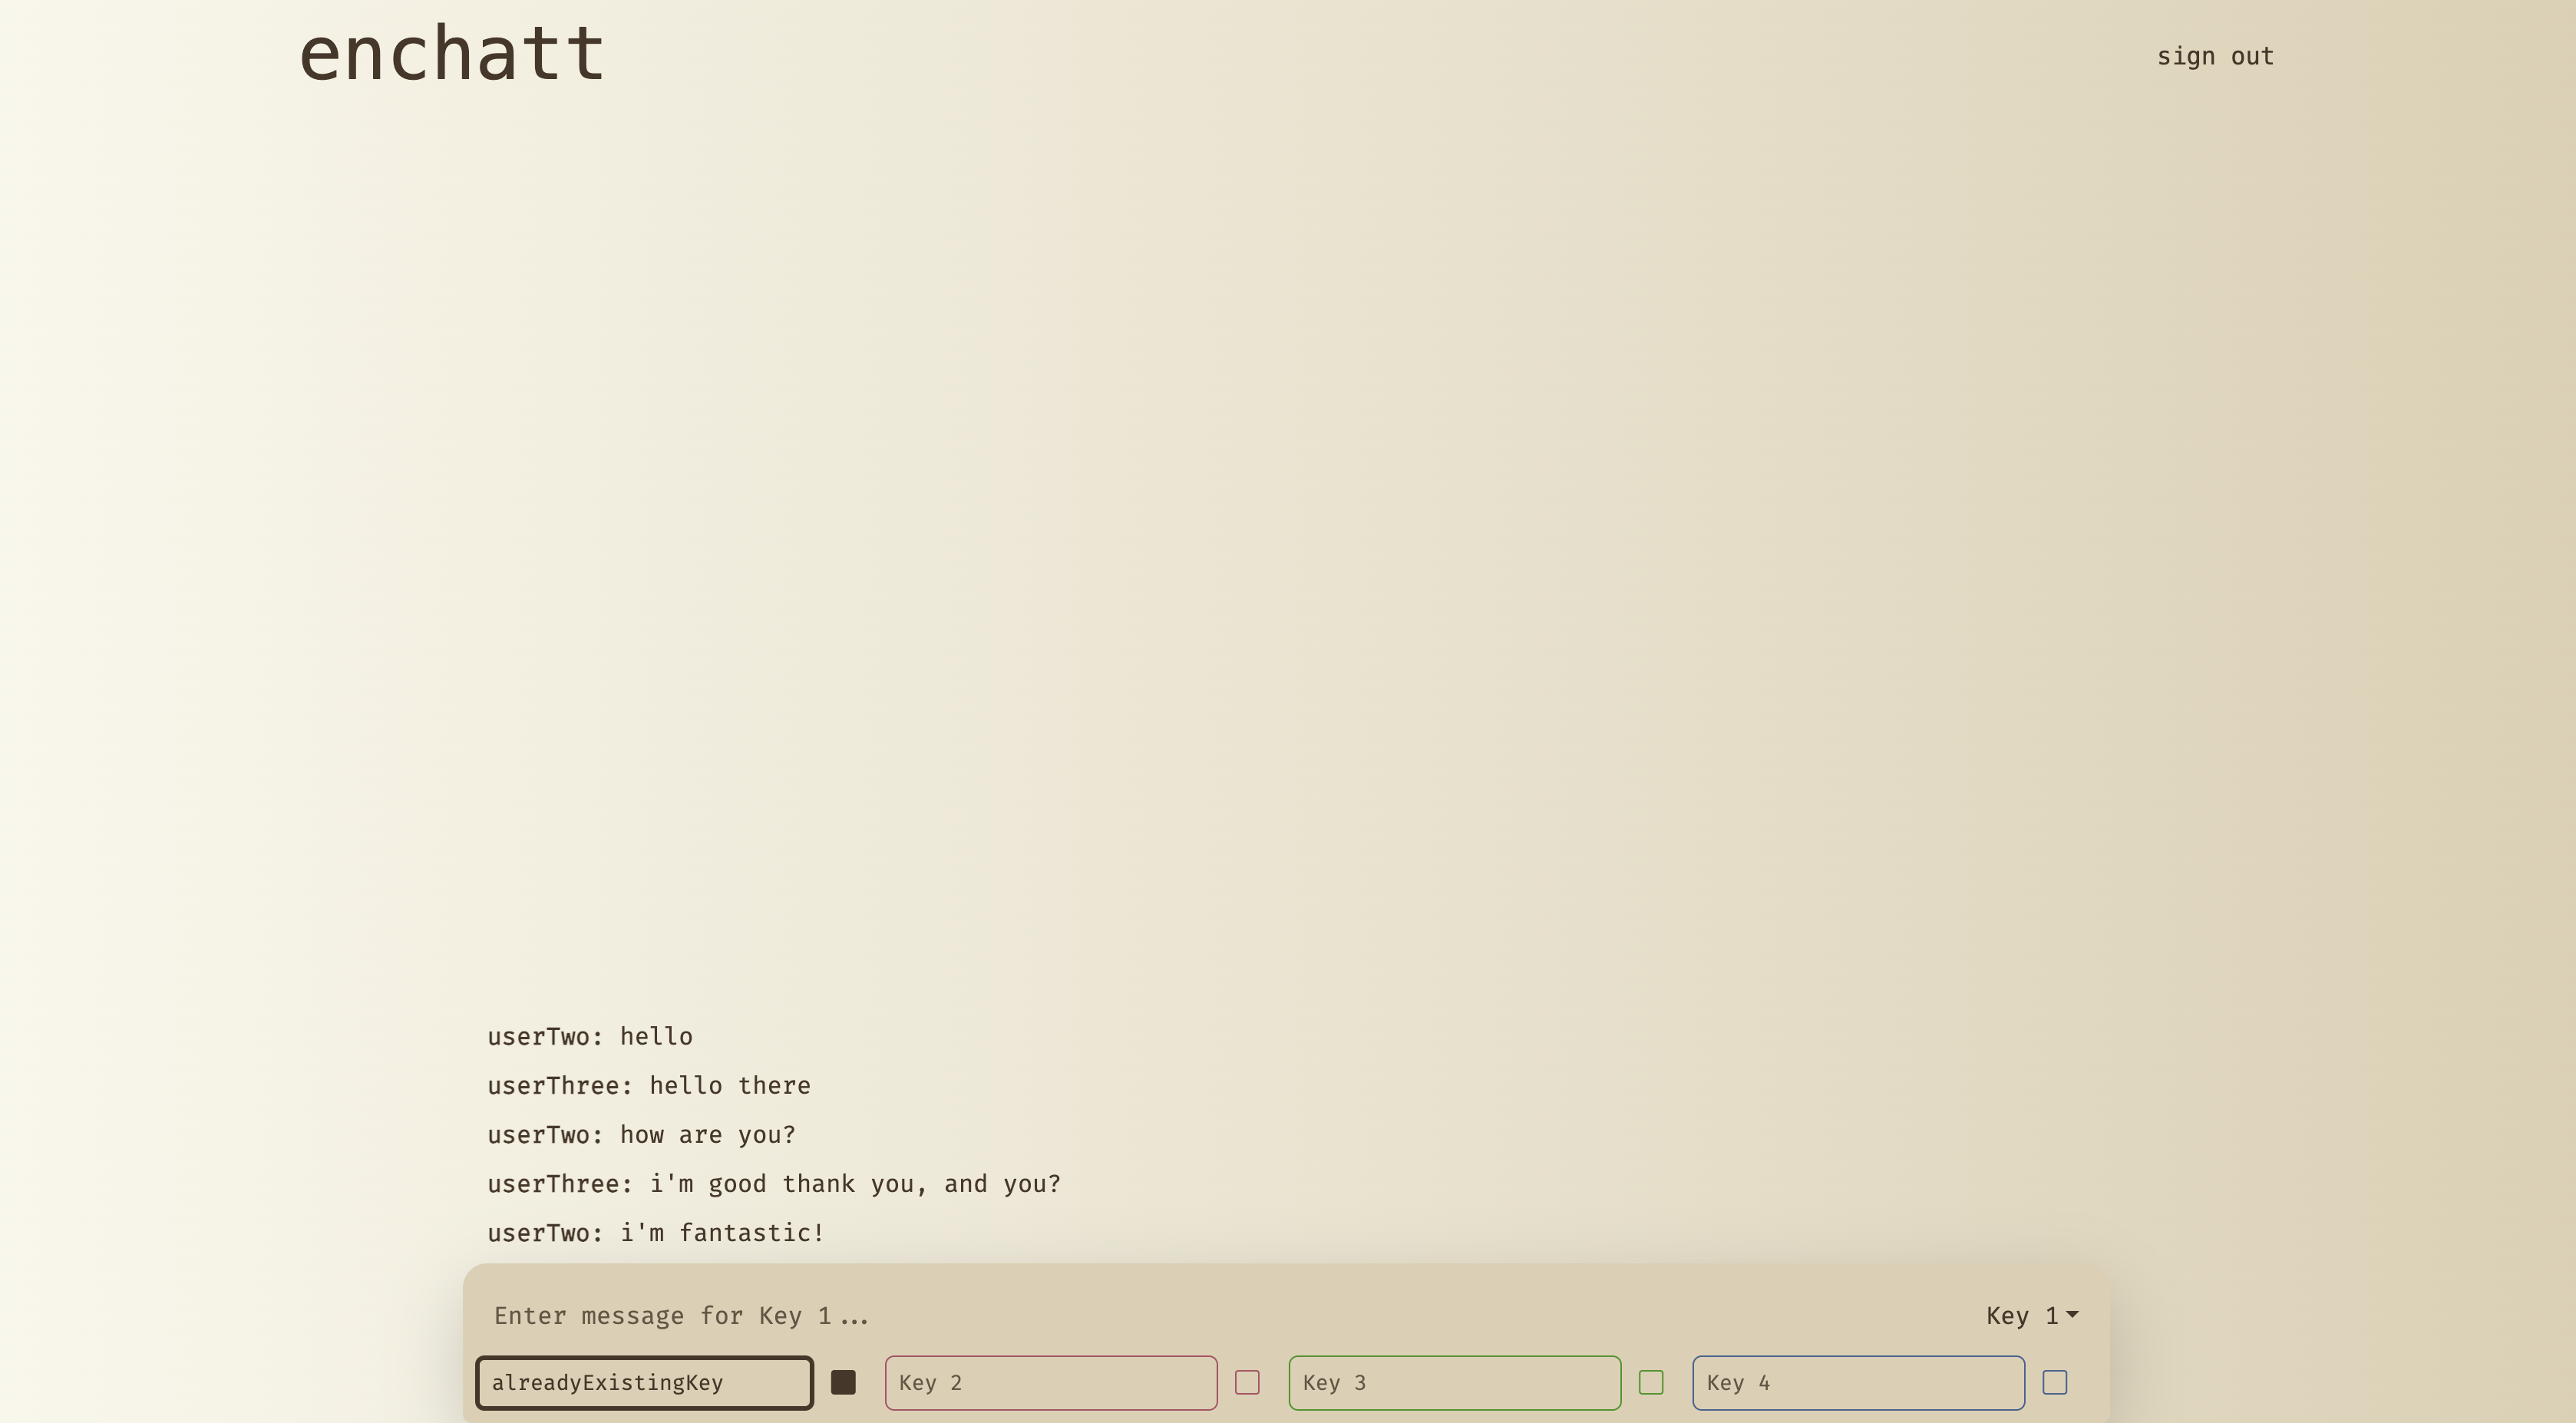 enchatt
sign out
userTwo: hello
userThree: hello there
userTwo: how are you?
userThree: i'm good thank you, and you?
userTwo: i'm fantastic!
Enter message for Key 1... Key 1
alreadyExistingKey Key 2 Key 3 Key 4